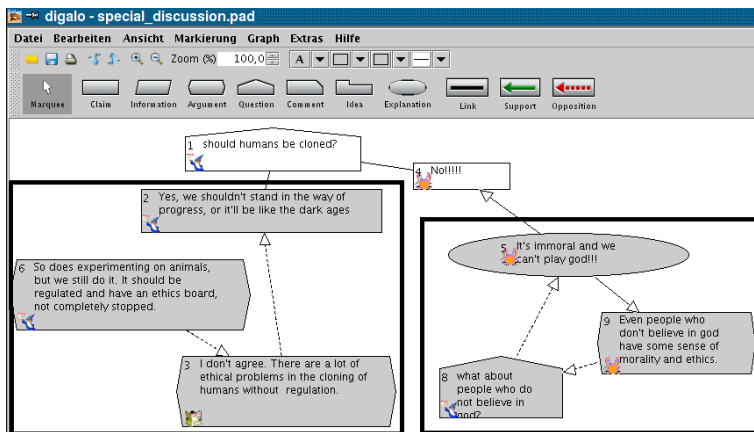 digalo - special_discussion.pad
Datei Bearbeiten Ansicht Markierung Graph Extras Hilfe
Zoom (%) 100,0 A
Marquee Claim Information Argument Question Comment Idea Explanation Link Support Opposition
1 should humans be cloned?
4 No!!!!!
2 Yes, we shouldn't stand in the way of
progress, or it'll be like the dark ages
6 So does experimenting on animals,
but we still do it. It should be
regulated and have an ethics board,
not completely stopped.
3 I don't agree. There are a lot of
ethical problems in the cloning of
humans without regulation.
5 It's immoral and we
can't play god!!!
9 Even people who
don't believe in god
have some sense of
morality and ethics.
8 what about
people who do
not believe in
god?